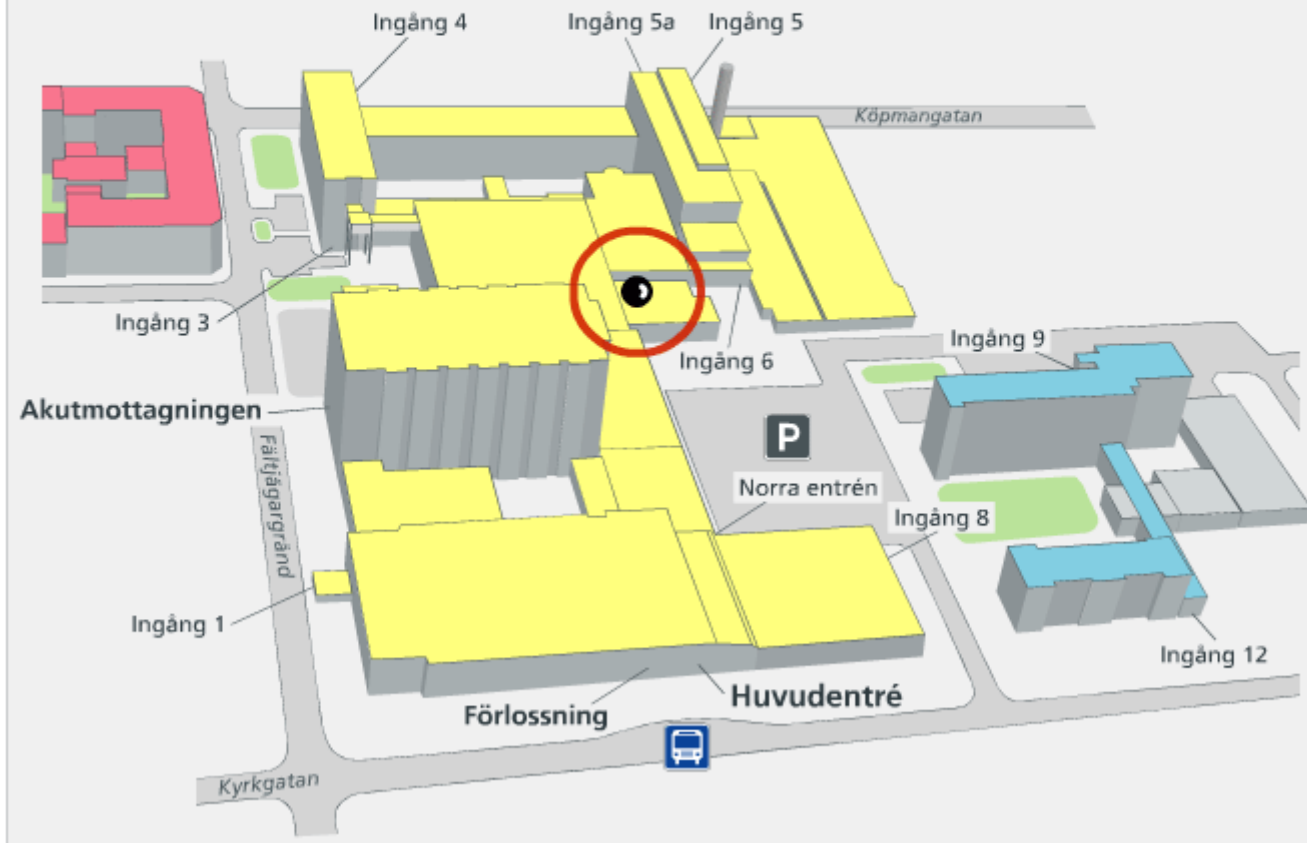 Ingång 4
Ingång 5a
Ingång 5
Köpmangatan
Ingång 3
Ingång 6
Ingång 9
Akutmottagningen
P
Fältjägargränd
Norra entrén
Ingång 8
Ingång 1
Ingång 12
Huvudentré
Förlossning
Kyrkgatan